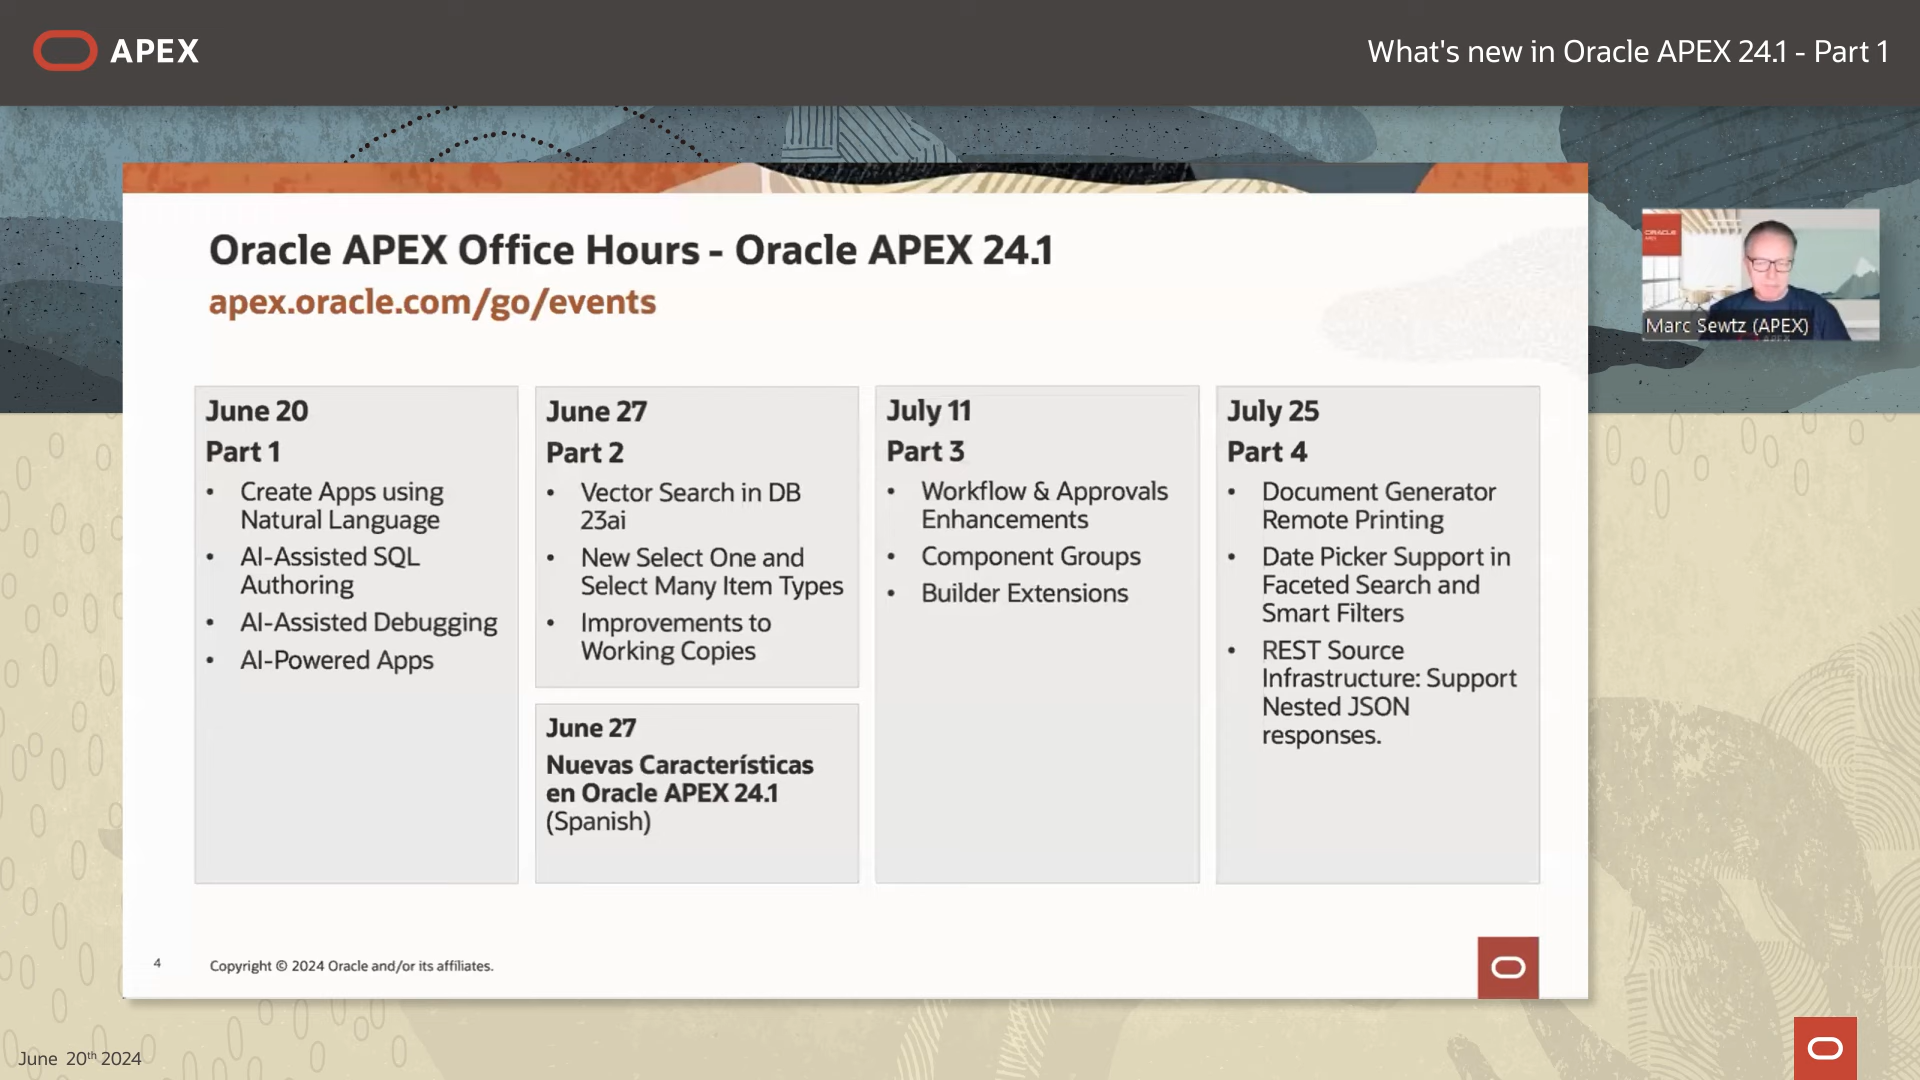 APEX
What's new in Oracle APEX 24.1 - Part 1
Oracle APEX Office Hours - Oracle APEX 24.1
apex.oracle.com/go/events
June 20
Part 1
• Create Apps using
Natural Language
• AI-Assisted SQL
Authoring
• AI-Assisted Debugging
• AI-Powered Apps
June 27
Part 2
• Vector Search in DB
23ai
• New Select One and
Select Many Item Types
• Improvements to
Working Copies
June 27
Nuevas Características
en Oracle APEX 24.1
(Spanish)
July 11
Part 3
• Workflow & Approvals
Enhancements
• Component Groups
• Builder Extensions
July 25
Part 4
• Document Generator
Remote Printing
• Date Picker Support in
Faceted Search and
Smart Filters
• REST Source
Infrastructure: Support
Nested JSON
responses.
ORACLE
Marc Sewtz (APEX)
4
Copyright © 2024 Oracle and/or its affiliates.
June 20th 2024